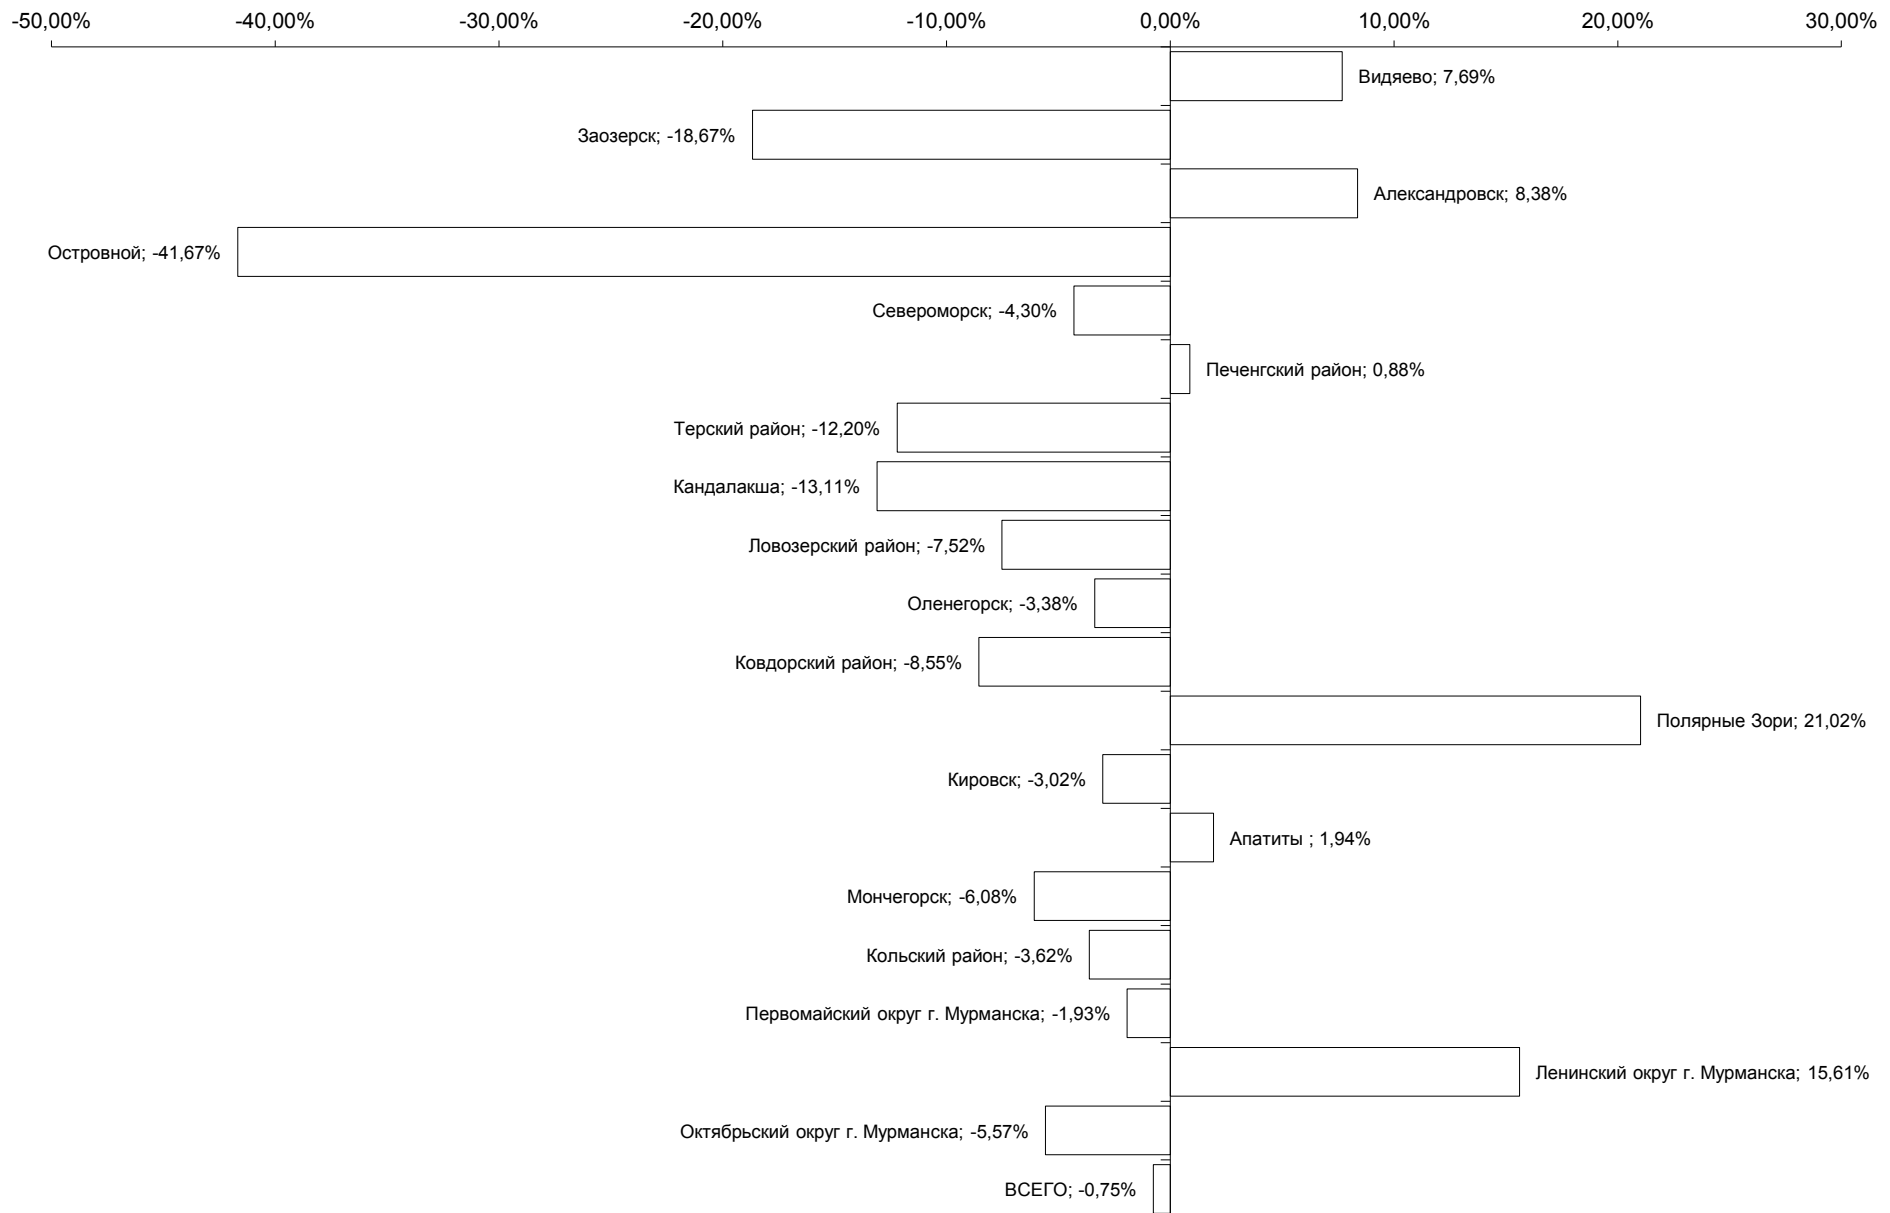 -50,00% -40,00% -30,00% -20,00% -10,00% 0,00% 10,00% 20,00% 30,00%
Видяево; 7,69%
Заозерск; -18,67%
Александровск; 8,38%
Островной; -41,67%
Североморск; -4,30%
Печенгский район; 0,88%
Терский район; -12,20%
Кандалакша; -13,11%
Ловозерский район; -7,52%
Оленегорск; -3,38%
Ковдорский район; -8,55%
Полярные Зори; 21,02%
Кировск; -3,02%
Апатиты ; 1,94%
Мончегорск; -6,08%
Кольский район; -3,62%
Первомайский округ г. Мурманска; -1,93%
Ленинский округ г. Мурманска; 15,61%
Октябрьский округ г. Мурманска; -5,57%
ВСЕГО; -0,75%